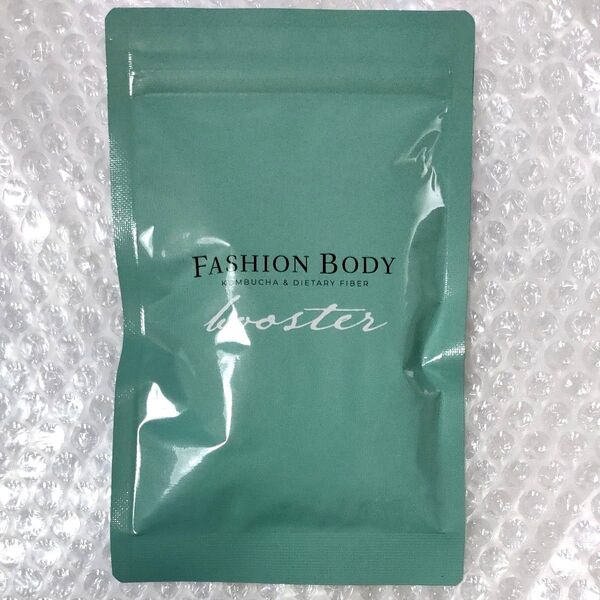 FASHION BODY
KOMBUCHA & DIETARY FIBER
booster